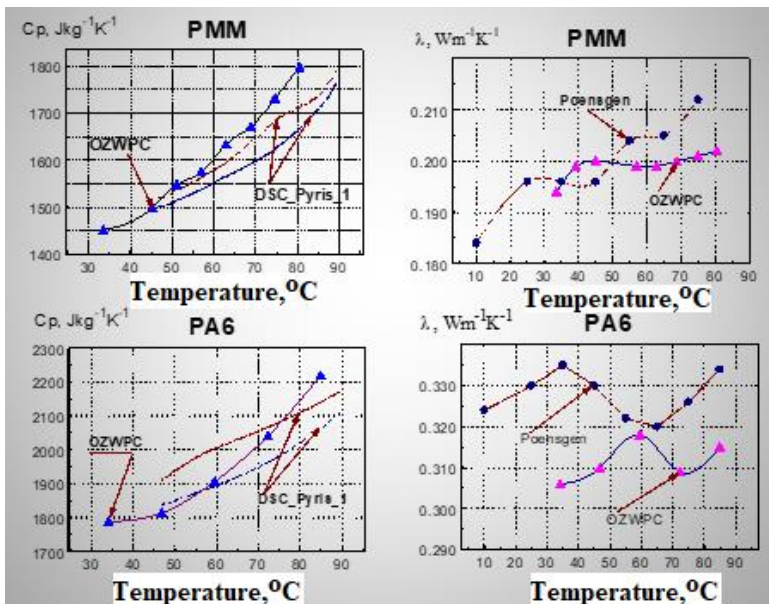 Cp, Jkg⁻¹K⁻¹
PMM
1800
1700
1600
1500
1400
OZWPC
DSC_Pyris_1
30 40 50 60 70 80 90
Temperature,ºC
λ, Wm⁻¹K⁻¹
PMM
0.210
0.200
0.190
0.180
Poensgen
OZWPC
10 20 30 40 50 60 70 80 90
Temperature,ºC
Cp, Jkg⁻¹K⁻¹
PA6
2300
2200
2100
2000
1900
1800
1700
OZWPC
DSC_Pyris_1
30 40 50 60 70 80 90
Temperature,ºC
λ, Wm⁻¹K⁻¹
PA6
0.330
0.320
0.310
0.300
0.290
Poensgen
OZWPC
10 20 30 40 50 60 70 80 90
Temperature,ºC